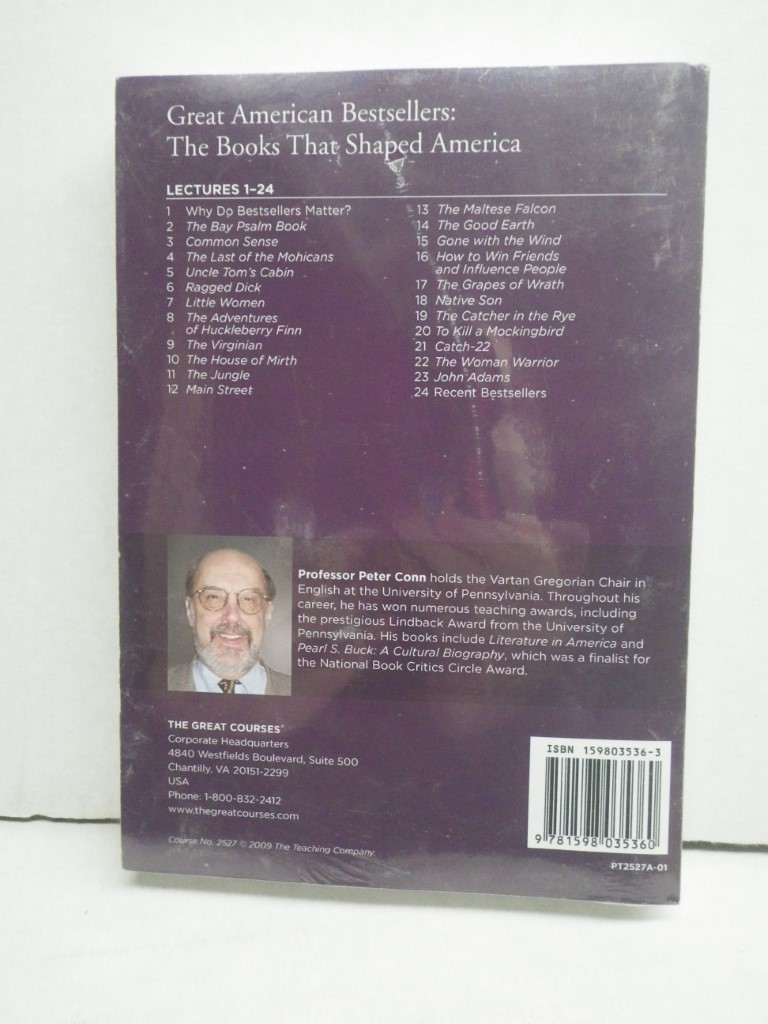 Great American Bestsellers:
The Books That Shaped America
LECTURES 1–24
1 Why Do Bestsellers Matter?
2 The Bay Psalm Book
3 Common Sense
4 The Last of the Mohicans
5 Uncle Tom's Cabin
6 Ragged Dick
7 Little Women
8 The Adventures
of Huckleberry Finn
9 The Virginian
10 The House of Mirth
11 The Jungle
12 Main Street
13 The Maltese Falcon
14 The Good Earth
15 Gone with the Wind
16 How to Win Friends
and Influence People
17 The Grapes of Wrath
18 Native Son
19 The Catcher in the Rye
20 To Kill a Mockingbird
21 Catch-22
22 The Woman Warrior
23 John Adams
24 Recent Bestsellers
Professor Peter Conn holds the Vartan Gregorian Chair in
English at the University of Pennsylvania. Throughout his
career, he has won numerous teaching awards, including
the prestigious Lindback Award from the University of
Pennsylvania. His books include Literature in America and
Pearl S. Buck: A Cultural Biography, which was a finalist for
the National Book Critics Circle Award.
THE GREAT COURSES®
Corporate Headquarters
4840 Westfields Boulevard, Suite 500
Chantilly, VA 20151-2299
USA
Phone: 1-800-832-2412
www.thegreatcourses.com
Course No. 2527 © 2009 The Teaching Company
ISBN 159803536-3
9 781598 035360
PT2527A-01